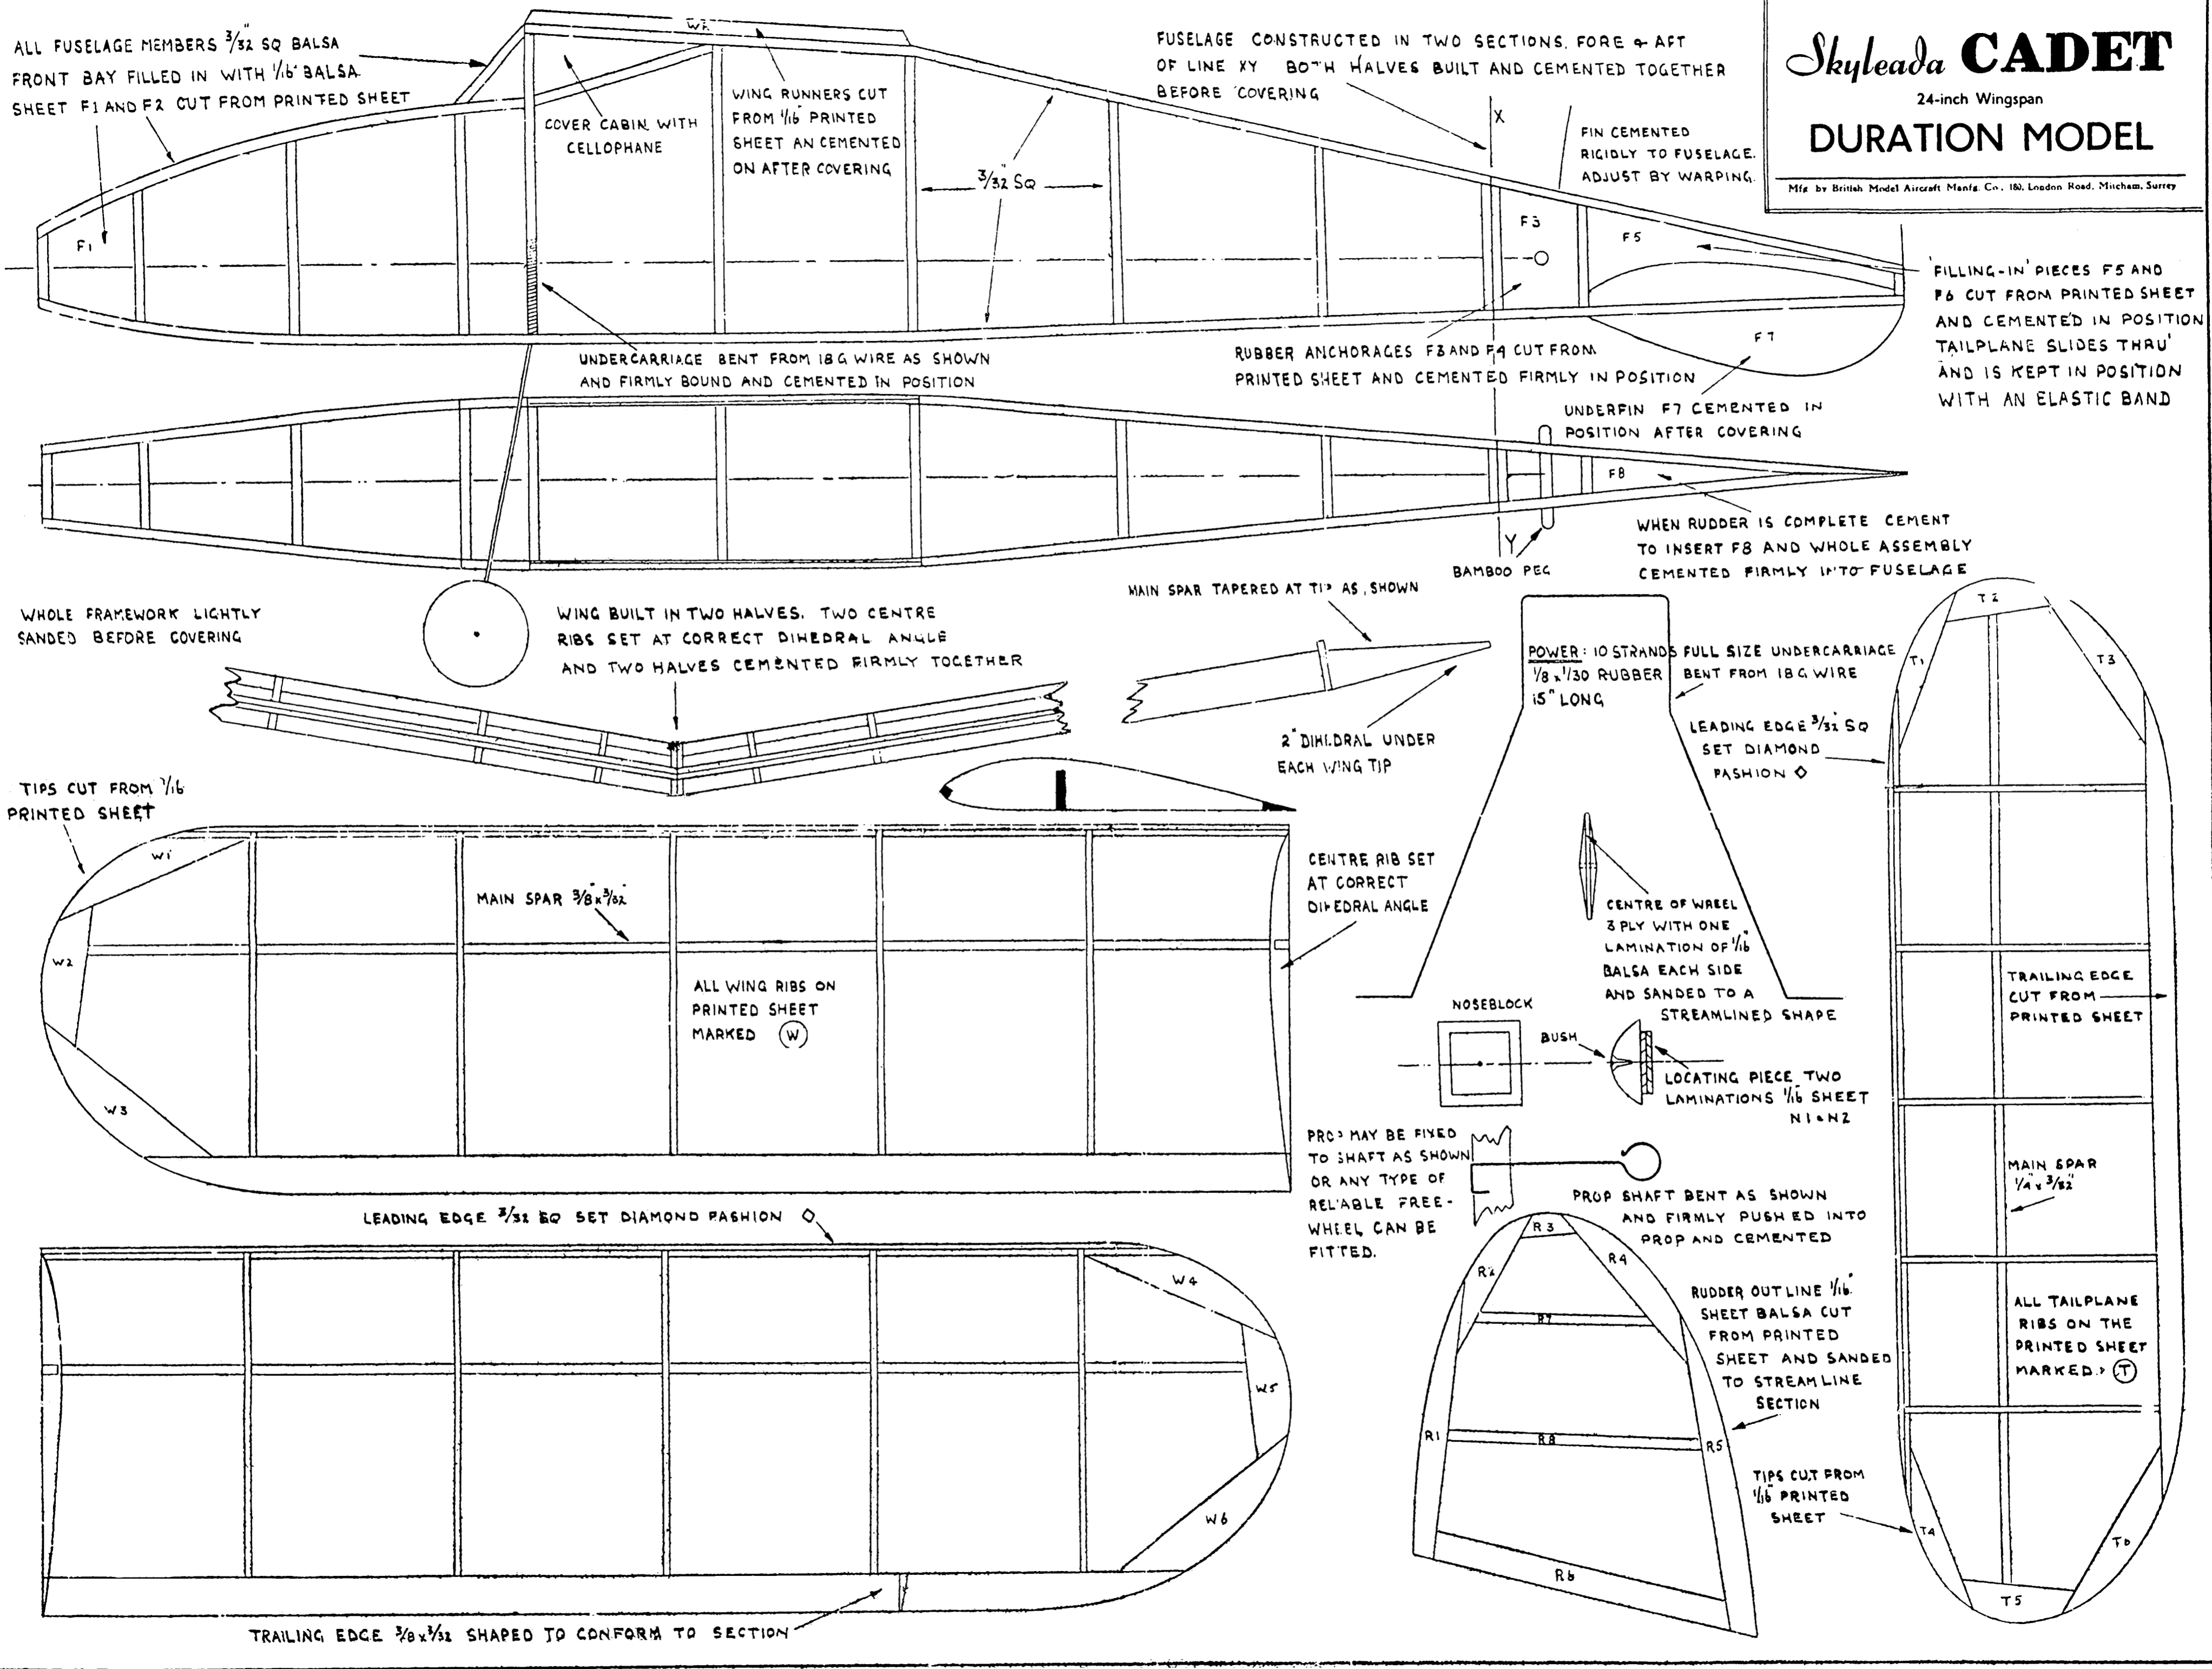 Skyleada CADET
24-inch Wingspan
DURATION MODEL
Mfg by British Model Aircraft Manfg. Co., 180, London Road, Mitcham, Surrey
ALL FUSELAGE MEMBERS 3/32" SQ BALSA
FRONT BAY FILLED IN WITH 1/16" BALSA
SHEET F1 AND F2 CUT FROM PRINTED SHEET
F1
COVER CABIN WITH
CELLOPHANE
WING RUNNERS CUT
FROM 1/16" PRINTED
SHEET AN CEMENTED
ON AFTER COVERING
3/32" SQ
FUSELAGE CONSTRUCTED IN TWO SECTIONS, FORE & AFT
OF LINE XY BOTH HALVES BUILT AND CEMENTED TOGETHER
BEFORE COVERING
X
FIN CEMENTED
RIGIDLY TO FUSELAGE.
ADJUST BY WARPING.
F3
F5
F7
'FILLING-IN' PIECES F5 AND
F6 CUT FROM PRINTED SHEET
AND CEMENTED IN POSITION
TAILPLANE SLIDES THRU'
AND IS KEPT IN POSITION
WITH AN ELASTIC BAND
UNDERCARRIAGE BENT FROM 18G WIRE AS SHOWN
AND FIRMLY BOUND AND CEMENTED IN POSITION
RUBBER ANCHORAGES F3 AND F4 CUT FROM
PRINTED SHEET AND CEMENTED FIRMLY IN POSITION
UNDERFIN F7 CEMENTED IN
POSITION AFTER COVERING
F8
Y
BAMBOO PEG
WHEN RUDDER IS COMPLETE CEMENT
TO INSERT F8 AND WHOLE ASSEMBLY
CEMENTED FIRMLY INTO FUSELAGE
WHOLE FRAMEWORK LIGHTLY
SANDED BEFORE COVERING
WING BUILT IN TWO HALVES. TWO CENTRE
RIBS SET AT CORRECT DIHEDRAL ANGLE
AND TWO HALVES CEMENTED FIRMLY TOGETHER
MAIN SPAR TAPERED AT TIP AS SHOWN
2" DIHEDRAL UNDER
EACH WING TIP
POWER: 10 STRANDS
1/8 x 1/30 RUBBER
15" LONG
FULL SIZE UNDERCARRIAGE
BENT FROM 18G WIRE
LEADING EDGE 3/32" SQ
SET DIAMOND
FASHION ◇
T2
T1
T3
TIPS CUT FROM 1/16
PRINTED SHEET
W1
W2
W3
MAIN SPAR 3/8" x 3/32"
ALL WING RIBS ON
PRINTED SHEET
MARKED (W)
CENTRE RIB SET
AT CORRECT
DIHEDRAL ANGLE
CENTRE OF WHEEL
3 PLY WITH ONE
LAMINATION OF 1/16"
BALSA EACH SIDE
AND SANDED TO A
STREAMLINED SHAPE
NOSEBLOCK
BUSH
LOCATING PIECE TWO
LAMINATIONS 1/16" SHEET
N1 & N2
TRAILING EDGE
CUT FROM
PRINTED SHEET
MAIN SPAR
1/4" x 3/32"
PROP MAY BE FIXED
TO SHAFT AS SHOWN
OR ANY TYPE OF
RELIABLE FREE-
WHEEL CAN BE
FITTED.
PROP SHAFT BENT AS SHOWN
AND FIRMLY PUSHED INTO
PROP AND CEMENTED
LEADING EDGE 3/32 SQ SET DIAMOND FASHION ◇
W4
W5
W6
R3
R2
R4
R7
R1
R8
R5
R6
RUDDER OUTLINE 1/16"
SHEET BALSA CUT
FROM PRINTED
SHEET AND SANDED
TO STREAMLINE
SECTION
ALL TAILPLANE
RIBS ON THE
PRINTED SHEET
MARKED (T)
TIPS CUT FROM
1/16" PRINTED
SHEET
T4
T6
T5
TRAILING EDGE 3/8 x 3/32 SHAPED TO CONFORM TO SECTION